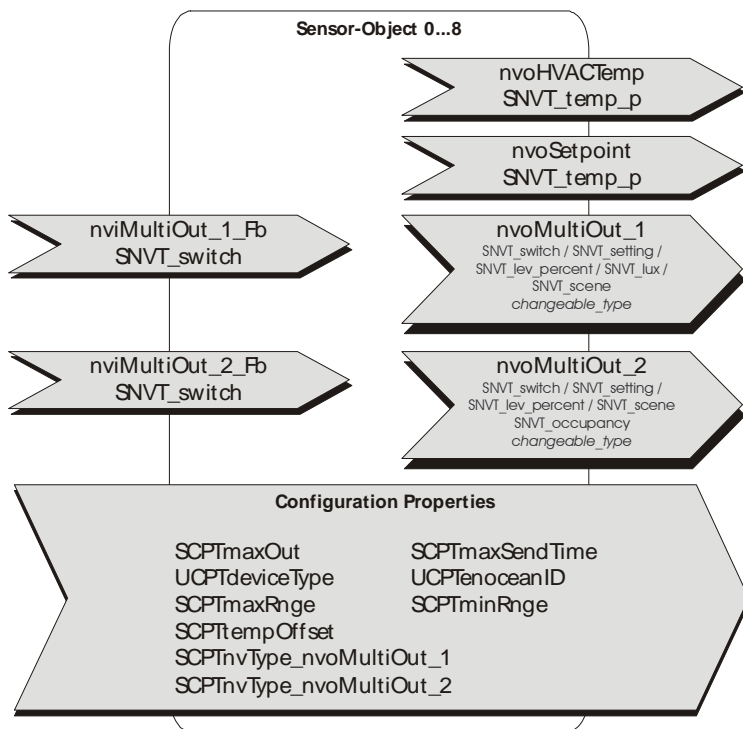 Sensor-Object 0...8
nvoHVACTemp
SNVT_temp_p
nvoSetpoint
SNVT_temp_p
nviMultiOut_1_Fb
SNVT_switch
nvoMultiOut_1
SNVT_switch / SNVT_setting /
SNVT_lev_percent / SNVT_lux /
SNVT_scene
changeable_type
nviMultiOut_2_Fb
SNVT_switch
nvoMultiOut_2
SNVT_switch / SNVT_setting /
SNVT_lev_percent / SNVT_scene
SNVT_occupancy
changeable_type
Configuration Properties
SCPTmaxOut
UCPTdeviceType
SCPTmaxRnge
SCPTtempOffset
SCPTnvType_nvoMultiOut_1
SCPTnvType_nvoMultiOut_2
SCPTmaxSendTime
UCPTenoceanID
SCPTminRnge